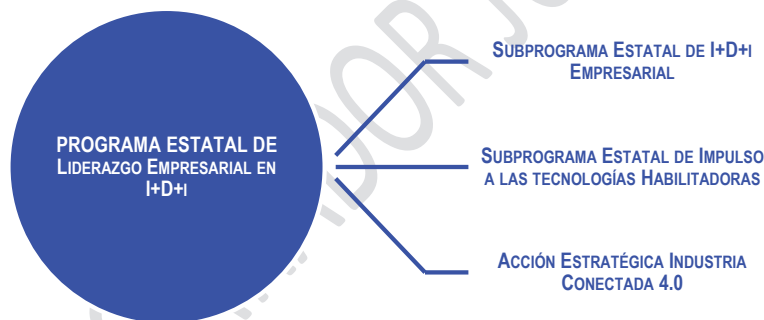 PROGRAMA ESTATAL DE
LIDERAZGO EMPRESARIAL EN
I+D+I
SUBPROGRAMA ESTATAL DE I+D+I
EMPRESARIAL
SUBPROGRAMA ESTATAL DE IMPULSO
A LAS TECNOLOGÍAS HABILITADORAS
ACCIÓN ESTRATÉGICA INDUSTRIA
CONECTADA 4.0